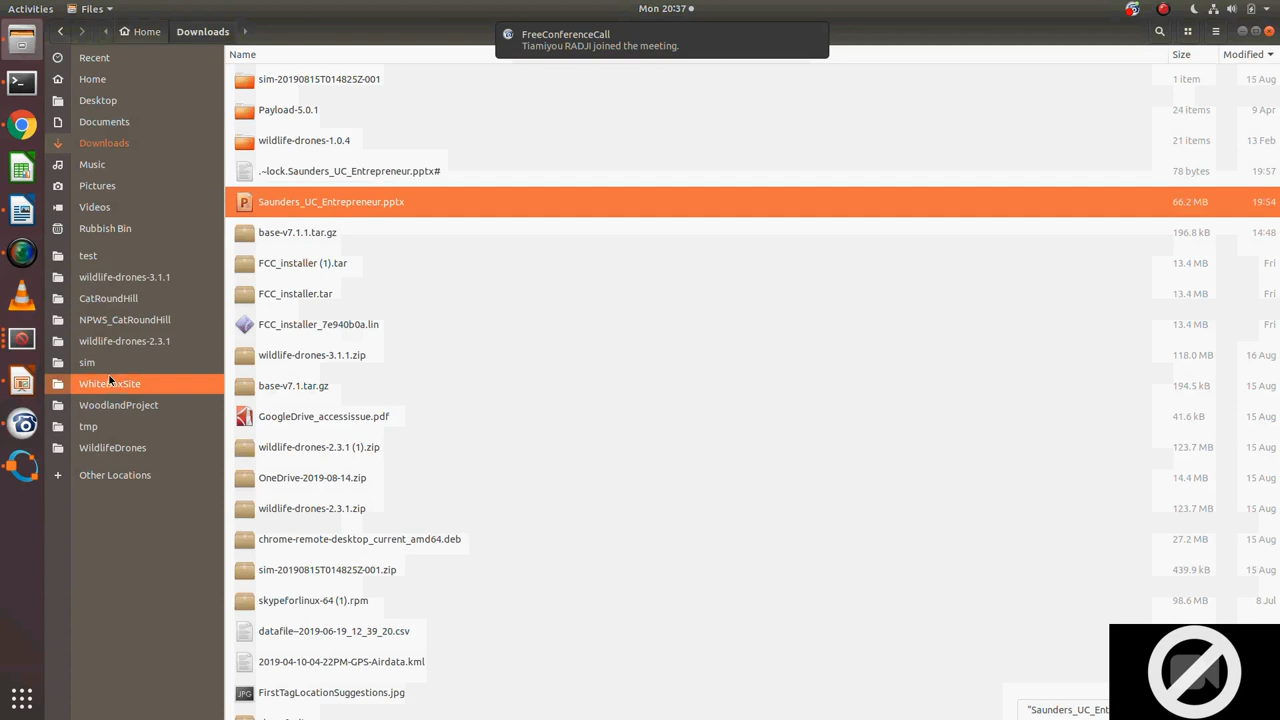 Activities Files Mon 20:37
Home Downloads
FreeConferenceCall
Tiamiyou RADJI joined the meeting.
Recent
Home
Desktop
Documents
Downloads
Music
Pictures
Videos
Rubbish Bin
test
wildlife-drones-3.1.1
CatRoundHill
NPWS_CatRoundHill
wildlife-drones-2.3.1
sim
WoodlandProject
tmp
WildlifeDrones
Other Locations
Name Size Modified
sim-20190815T014825Z-001 1 item 15 Aug
Payload-5.0.1 24 items 9 Apr
wildlife-drones-1.0.4 21 items 13 Feb
.~lock.Saunders_UC_Entrepreneur.pptx# 78 bytes 19:57
Saunders_UC_Entrepreneur.pptx 66.2 MB 19:54
base-v7.1.1.tar.gz 196.8 kB 14:48
FCC_installer (1).tar 13.4 MB Fri
FCC_installer.tar 13.4 MB Fri
FCC_installer_7e940b0a.lin 13.4 MB Fri
wildlife-drones-3.1.1.zip 118.0 MB 16 Aug
base-v7.1.tar.gz 194.5 kB 15 Aug
GoogleDrive_accessissue.pdf 41.6 kB 15 Aug
wildlife-drones-2.3.1 (1).zip 123.7 MB 15 Aug
OneDrive-2019-08-14.zip 14.4 MB 15 Aug
wildlife-drones-2.3.1.zip 123.7 MB 15 Aug
chrome-remote-desktop_current_amd64.deb 27.2 MB 15 Aug
sim-20190815T014825Z-001.zip 439.9 kB 15 Aug
skypeforlinux-64 (1).rpm 98.6 MB 8 Jul
datafile--2019-06-19_12_39_20.csv
2019-04-10-04-22PM-GPS-Airdata.kml
JPG FirstTagLocationSuggestions.jpg
"Saunders_UC_Ent